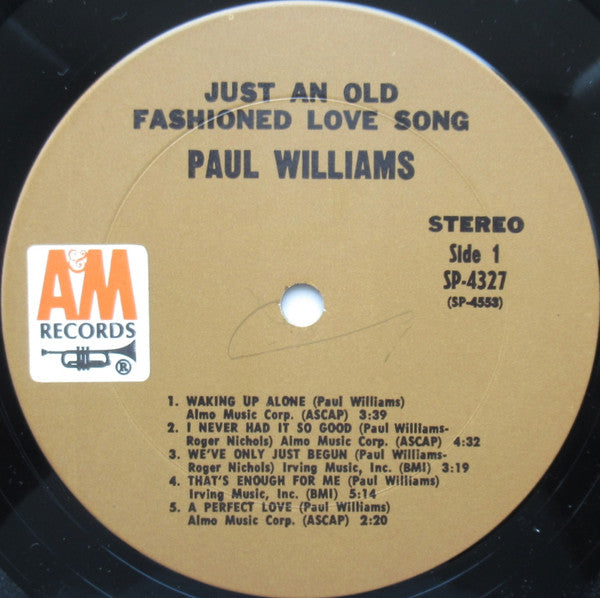 JUST AN OLD
FASHIONED LOVE SONG
PAUL WILLIAMS
STEREO
Side 1
SP-4327
(SP-4553)
A&M
RECORDS
®
1. WAKING UP ALONE (Paul Williams)
Almo Music Corp. (ASCAP) 3:39
2. I NEVER HAD IT SO GOOD (Paul Williams-
Roger Nichols) Almo Music Corp. (ASCAP) 4:32
3. WE'VE ONLY JUST BEGUN (Paul Williams-
Roger Nichols) Irving Music, Inc. (BMI) 3:19
4. THAT'S ENOUGH FOR ME (Paul Williams)
Irving Music, Inc. (BMI) 5:14
5. A PERFECT LOVE (Paul Williams)
Almo Music Corp. (ASCAP) 2:20